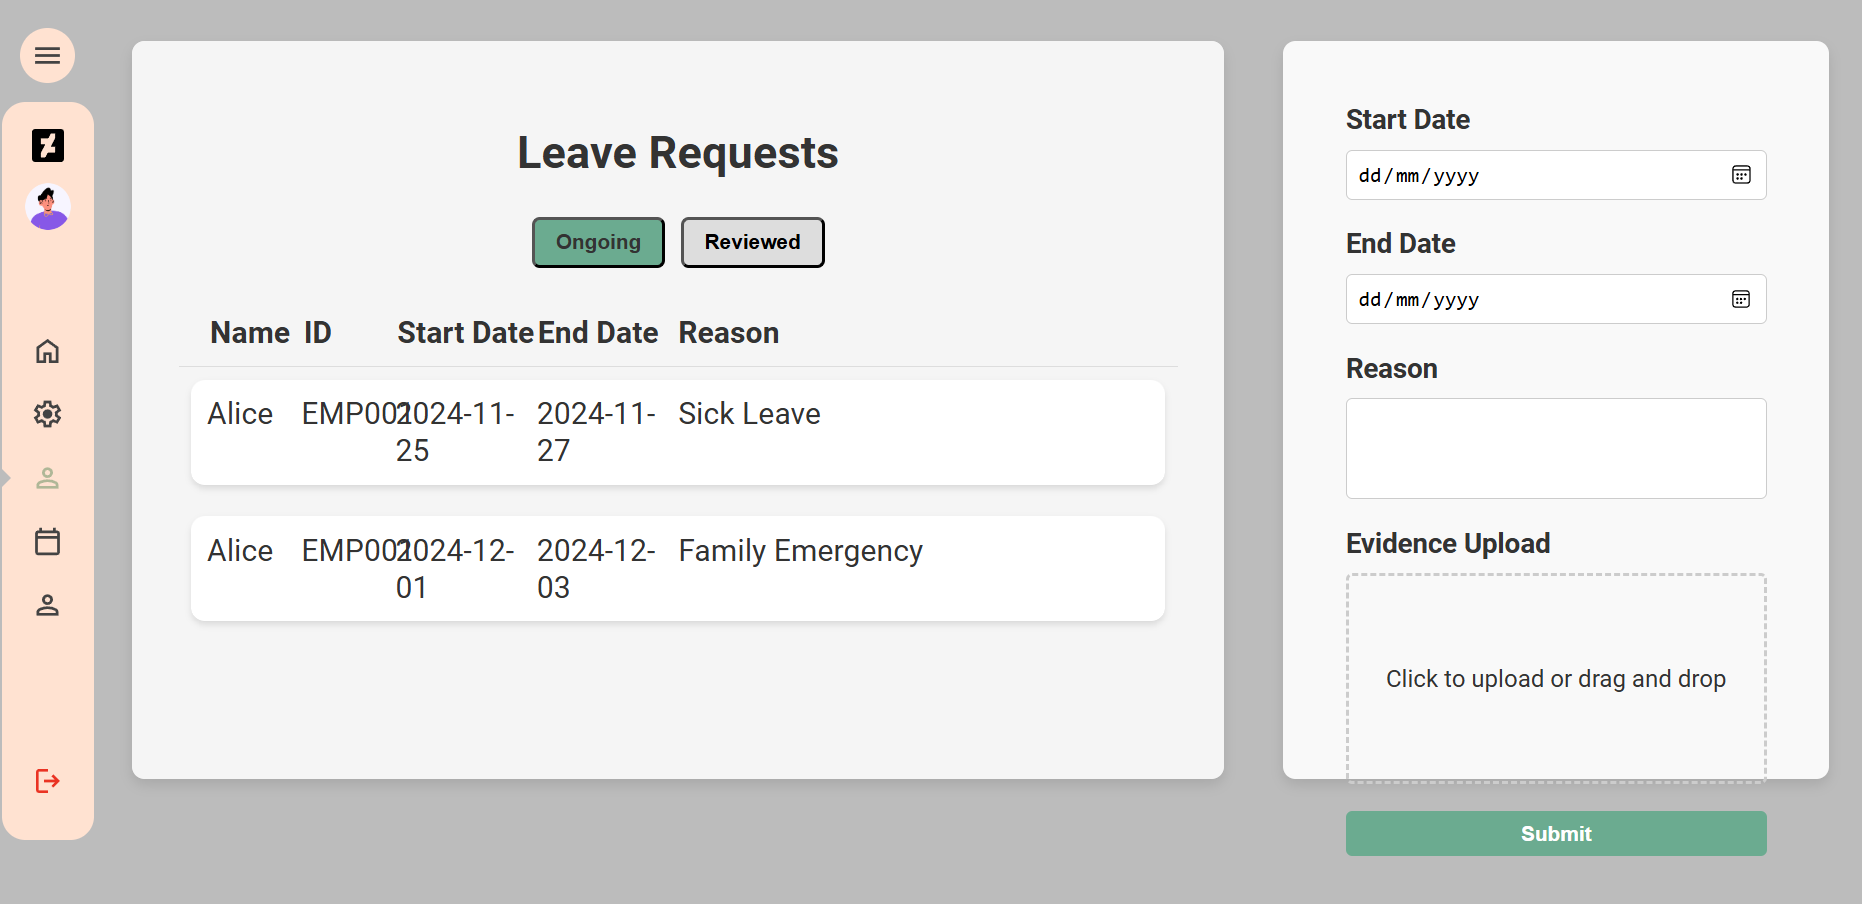 Leave Requests
Ongoing Reviewed
Name ID Start Date End Date Reason
Alice EMP001 2024-11-25 2024-11-27 Sick Leave
Alice EMP001 2024-12-01 2024-12-03 Family Emergency
Start Date
dd/mm/yyyy
End Date
dd/mm/yyyy
Reason
Evidence Upload
Click to upload or drag and drop
Submit